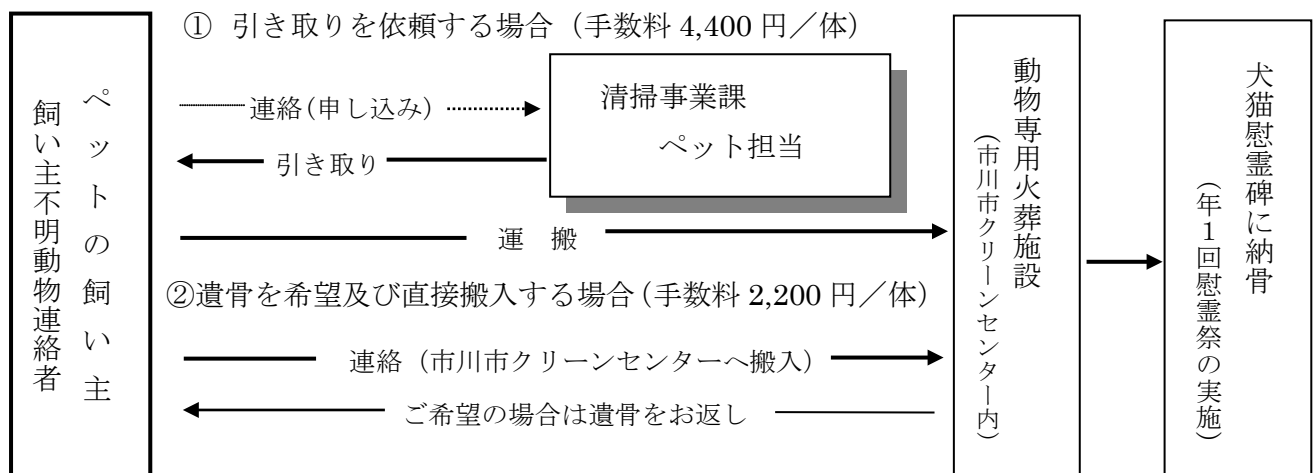 ① 引き取りを依頼する場合（手数料 4,400 円／体）
ペットの飼い主
飼い主不明動物連絡者
連絡(申し込み)
清掃事業課
ペット担当
引き取り
運 搬
②遺骨を希望及び直接搬入する場合(手数料 2,200 円／体)
連絡（市川市クリーンセンターへ搬入）
ご希望の場合は遺骨をお返し
動物専用火葬施設
（市川市クリーンセンター内）
犬猫慰霊碑に納骨
（年１回慰霊祭の実施）